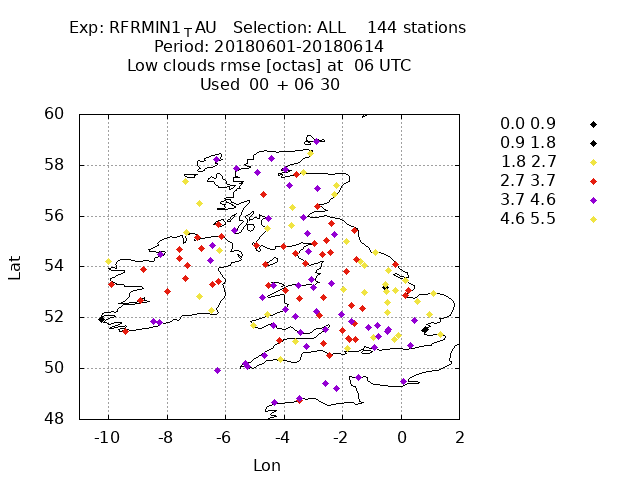 Exp: RFRMIN1_TAU Selection: ALL 144 stations
Period: 20180601-20180614
Low clouds rmse [octas] at 06 UTC
Used 00 + 06 30
60
58
56
54
52
50
48
-10 -8 -6 -4 -2 0 2
Lat
Lon
0.0 0.9
0.9 1.8
1.8 2.7
2.7 3.7
3.7 4.6
4.6 5.5